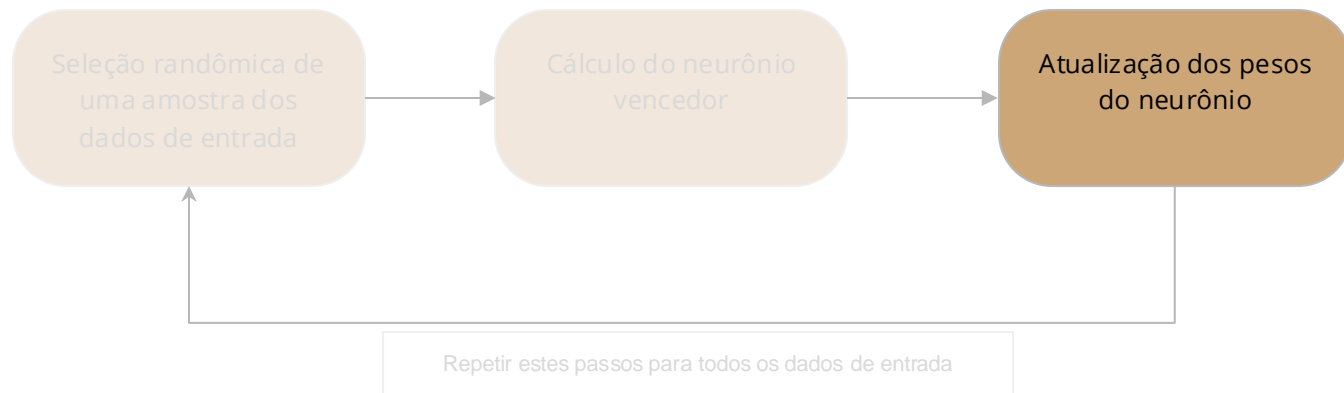 Seleção randômica de
uma amostra dos
dados de entrada
Cálculo do neurônio
vencedor
Atualização dos pesos
do neurônio
Repetir estes passos para todos os dados de entrada